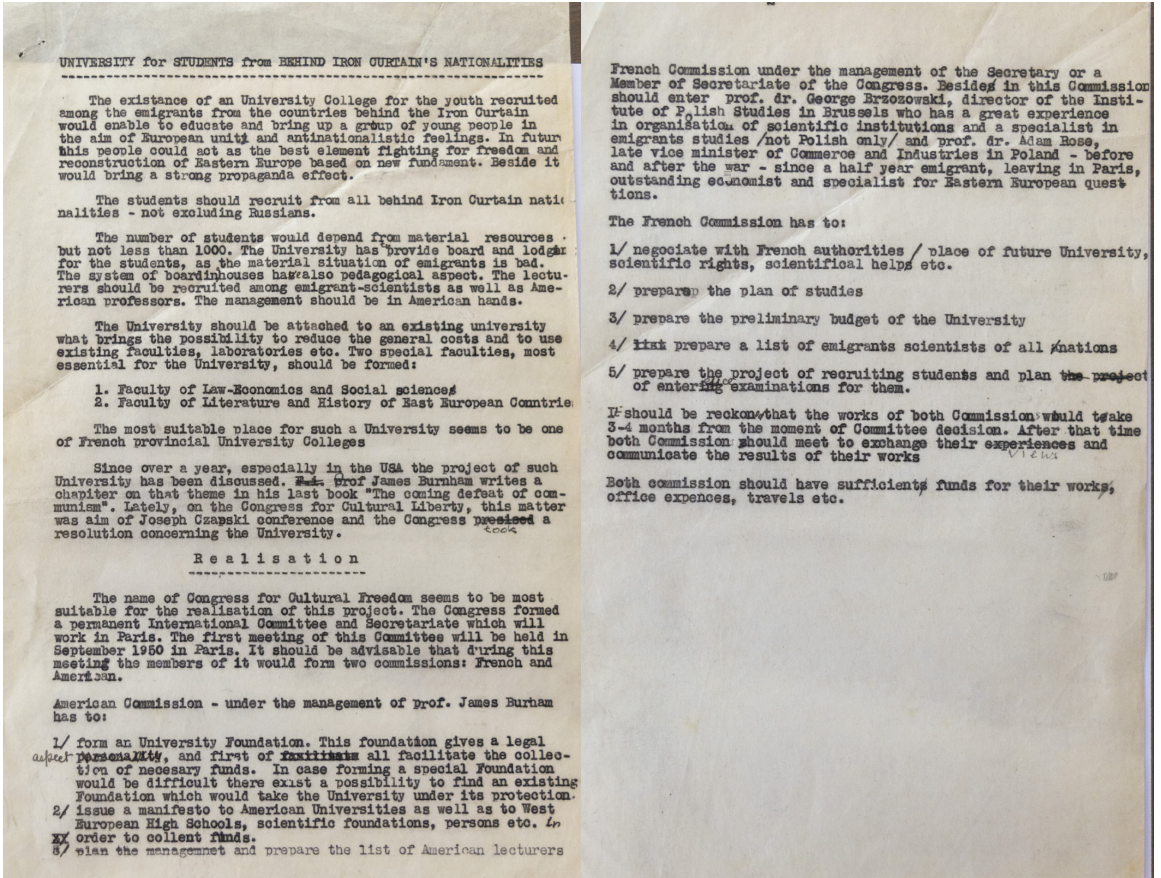 UNIVERSITY for STUDENTS from BEHIND IRON CURTAIN'S NATIONALITIES
The existance of an University College for the youth recruited
among the emigrants from the countries behind the Iron Curtain
would enable to educate and bring up a group of young people in
the aim of European unity and antinationalistic feelings. In futur
this people could act as the best element fighting for freedom and
reconstruction of Eastern Europe based on new fundament. Beside it
would bring a strong propaganda effect.
The students should recruit from all behind Iron Curtain natio
nalities - not excluding Russians.
The number of students would depend from material resources -
but not less than 1000. The University has provide board and lodgin
for the students, as the material situation of emigrants is bad.
The system of boardinhouses has also pedagogical aspect. The lectu-
rers should be recruited among emigrant-scientists as well as Ame-
rican professors. The management should be in American hands.
The University should be attached to an existing university
what brings the possibility to reduce the general costs and to use
existing faculties, laboratories etc. Two special faculties, most
essential for the University, should be formed:
1. Faculty of Law-Economics and Social sciences
2. Faculty of Literature and History of East European Countrie
The most suitable place for such a University seems to be one
of French provincial University Colleges
Since over a year, especially in the USA the project of such
University has been discussed. prof James Burnham writes a
chapiter on that theme in his last book "The coming defeat of com-
munism". Lately, on the Congress for Cultural Liberty, this matter
was aim of Joseph Czapski conference and the Congress took a
resolution concerning the University.
Realisation
The name of Congress for Cultural Freedom seems to be most
suitable for the realisation of this project. The Congress formed
a permanent International Committee and Secretariate which will
work in Paris. The first meeting of this Committee will be held in
September 1950 in Paris. It should be advisable that during this
meeting the members of it would form two commissions: French and
American.
American Commission - under the management of prof. James Burham
has to:
1/ form an University Foundation. This foundation gives a legal
aspect personality, and first of all facilitate the collec-
tion of necesary funds. In case forming a special Foundation
would be difficult there exist a possibility to find an existing
Foundation which would take the University under its protection.
2/ issue a manifesto to American Universities as well as to West
European High Schools, scientific foundations, persons etc. in
order to collent funds.
3/ plan the managemnet and prepare the list of American lecturers
French Commission under the management of the Secretary or a
Member of Secretariate of the Congress. Beside in this Commission
should enter prof. dr. George Brzozowski, director of the Insti-
tute of Polish Studies in Brussels who has a great experience
in organisation of scientific institutions and a specialist in
emigrants studies /not Polish only/ and prof. dr. Adam Rose,
late vice minister of Commerce and Industries in Poland - before
and after the war - since a half year emigrant, leaving in Paris,
outstanding economist and specialist for Eastern European quest
tions.
The French Commission has to:
1/ negociate with French authorities / place of future University,
scientific rights, scientifical help etc.
2/ prepare the plan of studies
3/ prepare the preliminary budget of the University
4/ list prepare a list of emigrants scientists of all nations
5/ prepare the project of recruiting students and plan the project
of entering examinations for them.
It should be reckon that the works of both Commission would take
3-4 months from the moment of Committee decision. After that time
both Commission should meet to exchange their experiences and
views
communicate the results of their works
Both commission should have sufficient funds for their work,
office expences, travels etc.